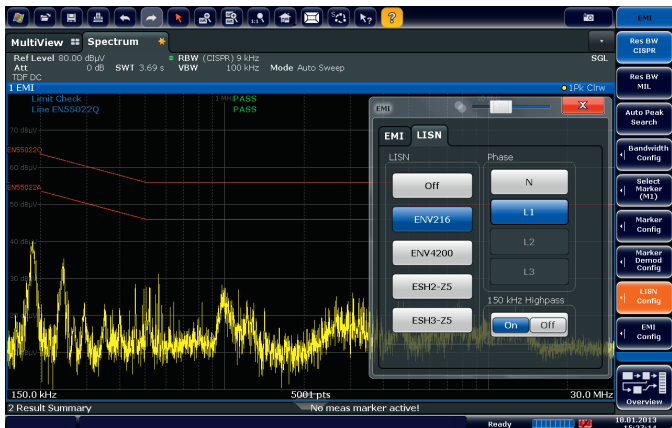 EMI
MultiView
Spectrum
Ref Level 80.00 dBµV
RBW (CISPR) 9 kHz
SGL
Att 0 dB SWT 3.69 s VBW 100 kHz Mode Auto Sweep
TDF DC
1 EMI
1Pk Clrw
Limit Check PASS
Line EN55022Q PASS
1 MHz
70 dBµV
EN55022Q
60 dBµV
EN55022A
50 dBµV
40 dBµV
30 dBµV
150.0 kHz
5001 pts
30.0 MHz
2 Result Summary
No meas marker active!
EMI
X
EMI
LISN
LISN
Off
ENV216
ENV4200
ESH2-Z5
ESH3-Z5
Phase
N
L1
L2
L3
150 kHz Highpass
On
Off
Res BW
CISPR
Res BW
MIL
Auto Peak
Search
Bandwidth
Config
Select
Marker
(M1)
Marker
Config
Marker
Demod
Config
LISN
Config
EMI
Config
Overview
Ready
18.01.2013